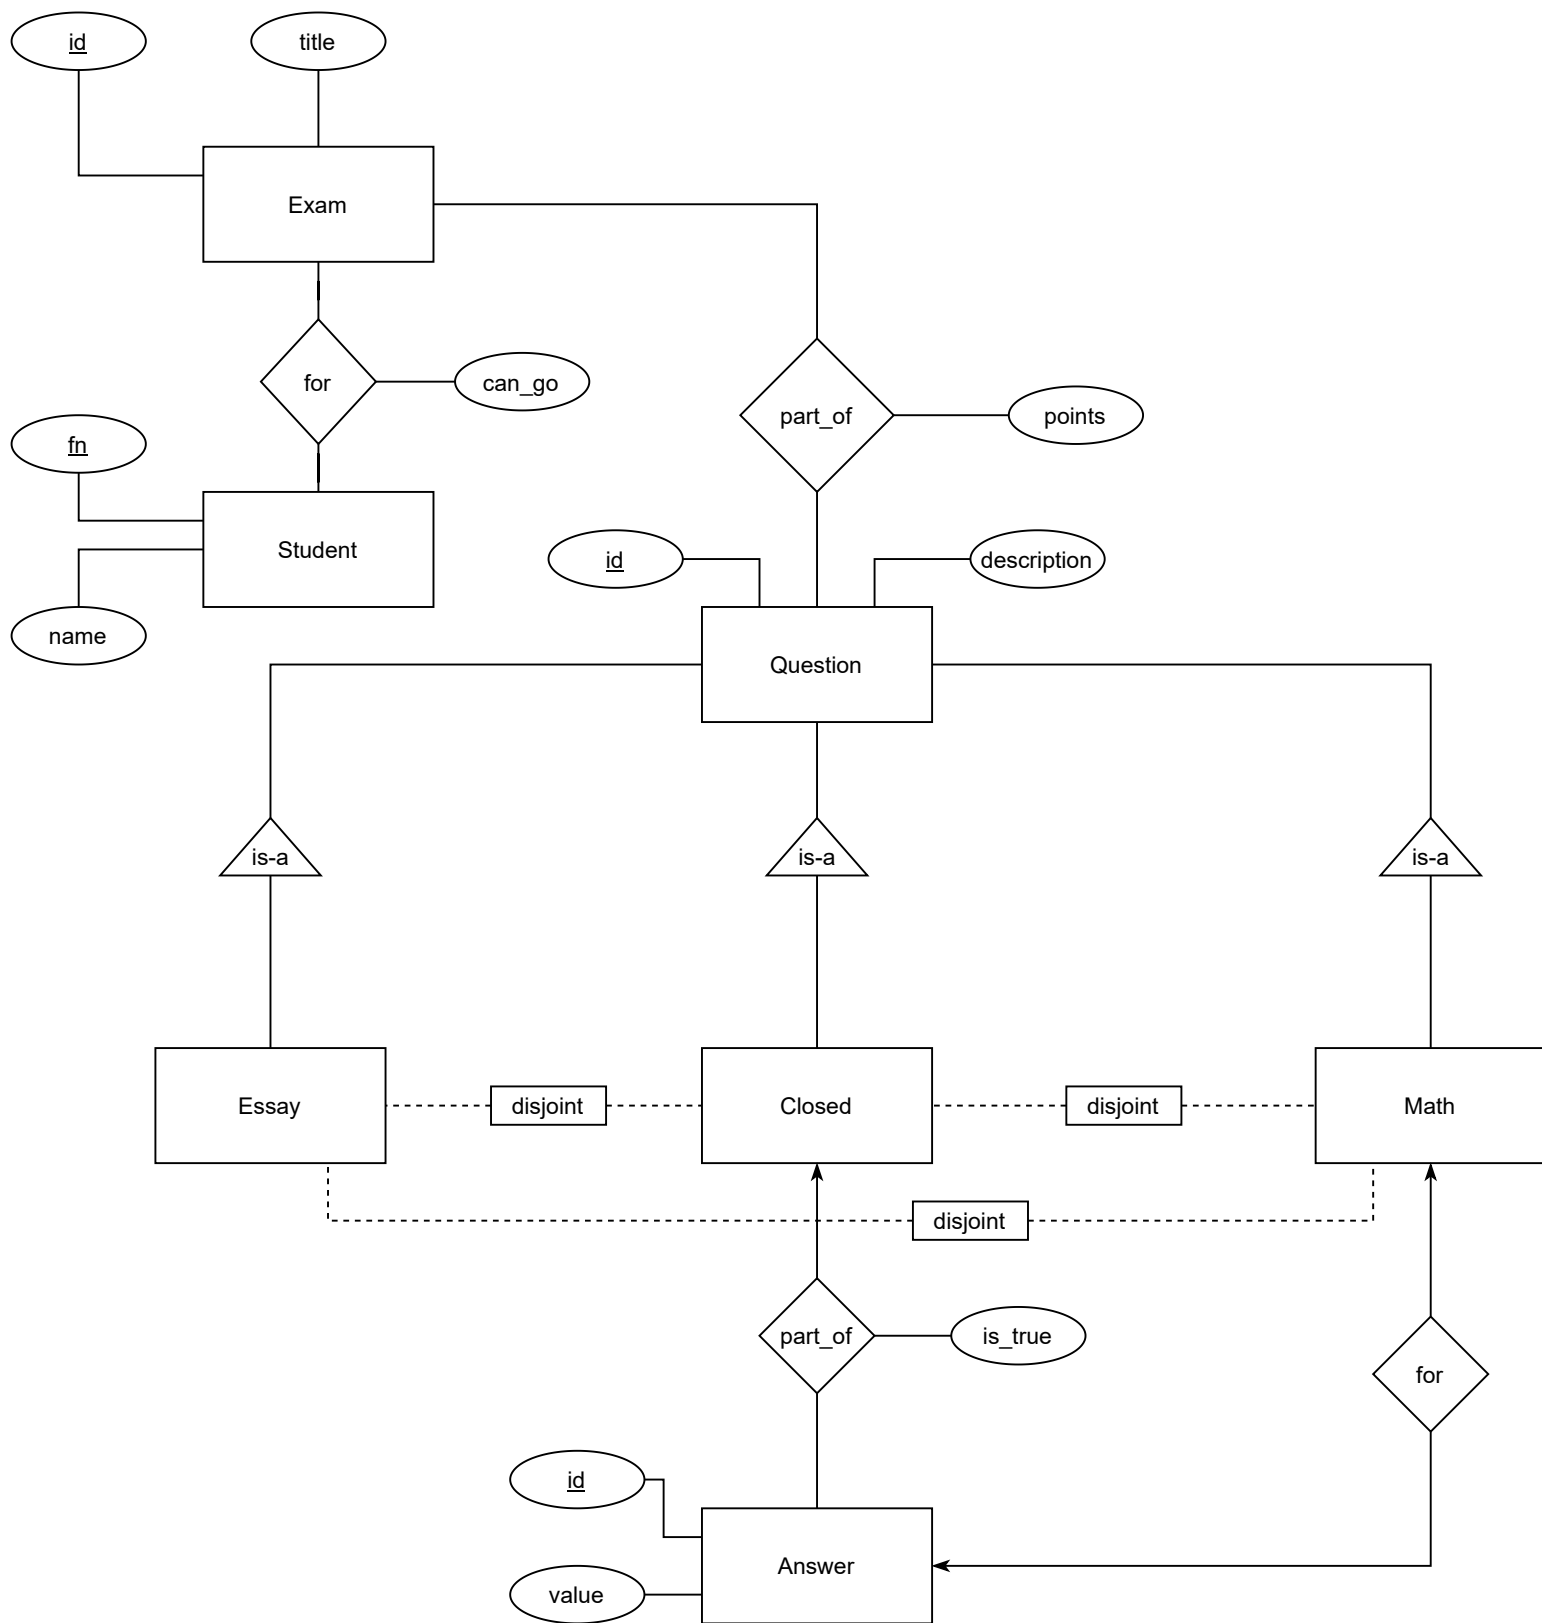 id
title
Exam
for
can_go
fn
part_of
points
Student
id
description
name
Question
is-a
is-a
is-a
Essay
disjoint
Closed
disjoint
Math
disjoint
part_of
is_true
for
id
Answer
value